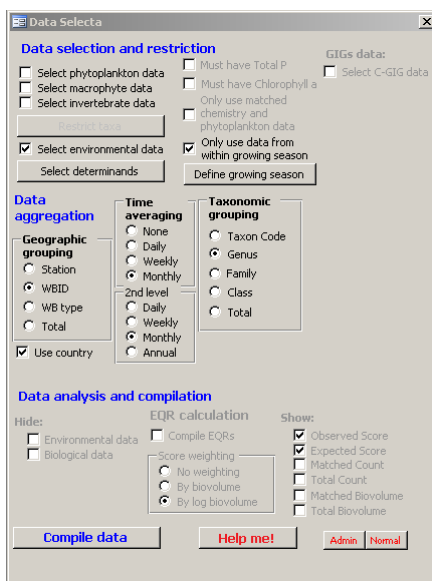 Data Selecta
Data selection and restriction
Select phytoplankton data
Select macrophyte data
Select invertebrate data
Restrict taxa
Select environmental data
Select determinands
Must have Total P
Must have Chlorophyll a
Only use matched
chemistry and
phytoplankton data
Only use data from
within growing season
Define growing season
GIGs data:
Select C-GIG data
Data
aggregation
Geographic
grouping
Station
WBID
WB type
Total
Use country
Time
averaging
None
Daily
Weekly
Monthly
2nd level
Daily
Weekly
Monthly
Annual
Taxonomic
grouping
Taxon Code
Genus
Family
Class
Total
Data analysis and compilation
Hide:
Environmental data
Biological data
EQR calculation
Compile EQRs
Score weighting
No weighting
By biovolume
By log biovolume
Show:
Observed Score
Expected Score
Matched Count
Total Count
Matched Biovolume
Total Biovolume
Compile data
Help me!
Admin
Normal